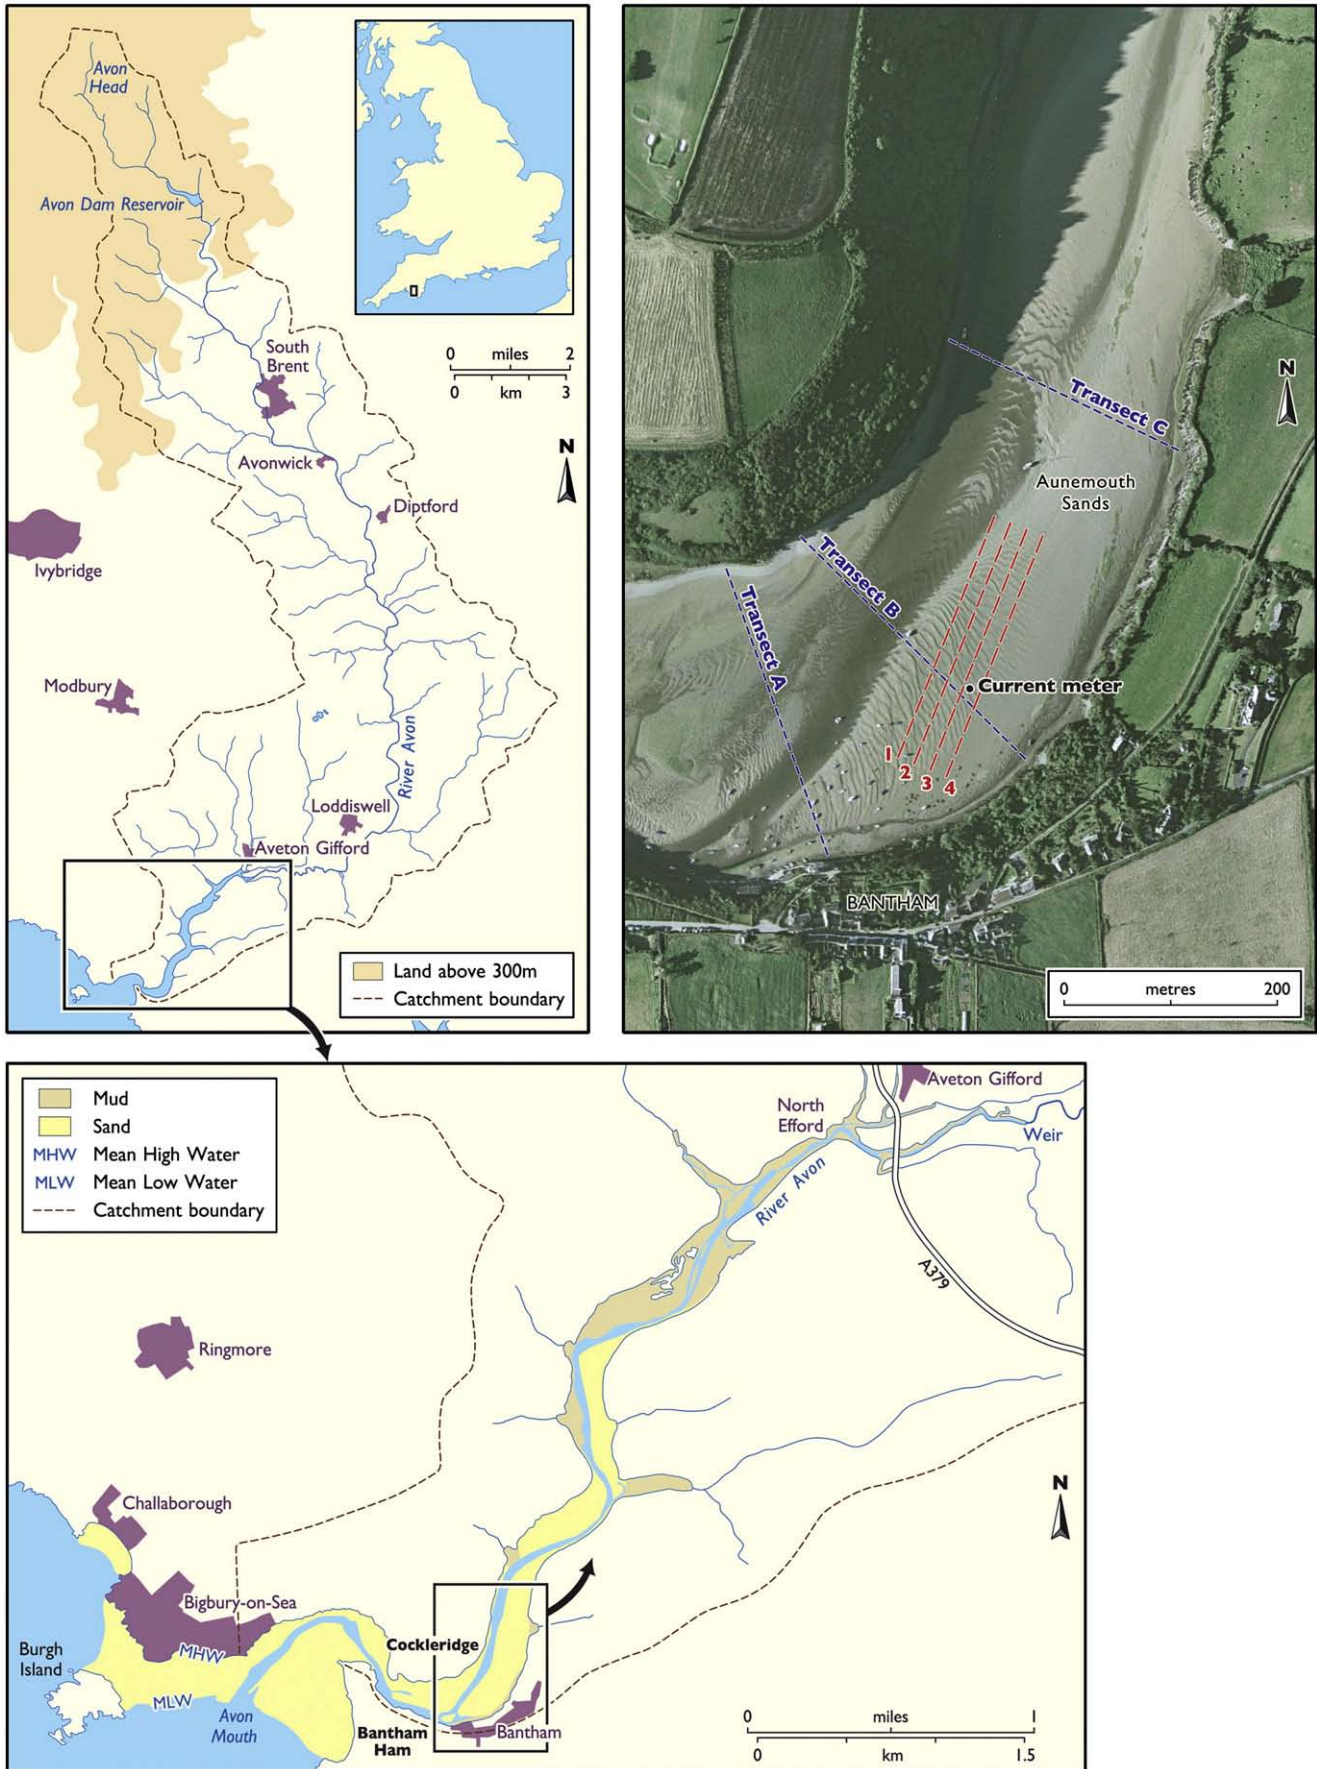 Avon
Head
Avon Dam Reservoir
South
Brent
0 miles 2
0 km 3
N
Avonwick
Diptford
Ivybridge
Modbury
River Avon
Loddiswell
Aveton Gifford
Land above 300m
Catchment boundary
Transect C
N
Aunemouth
Sands
Transect B
Transect A
Current meter
1
2
3
4
BANTHAM
0 metres 200
Mud
Sand
MHW Mean High Water
MLW Mean Low Water
Catchment boundary
Aveton Gifford
North
Efford
Weir
River Avon
A379
Ringmore
Challaborough
N
Bigbury-on-Sea
Burgh
Island
MHW
Cockleridge
MLW
Avon
Mouth
Bantham
Ham
Bantham
0 miles 1
0 km 1.5